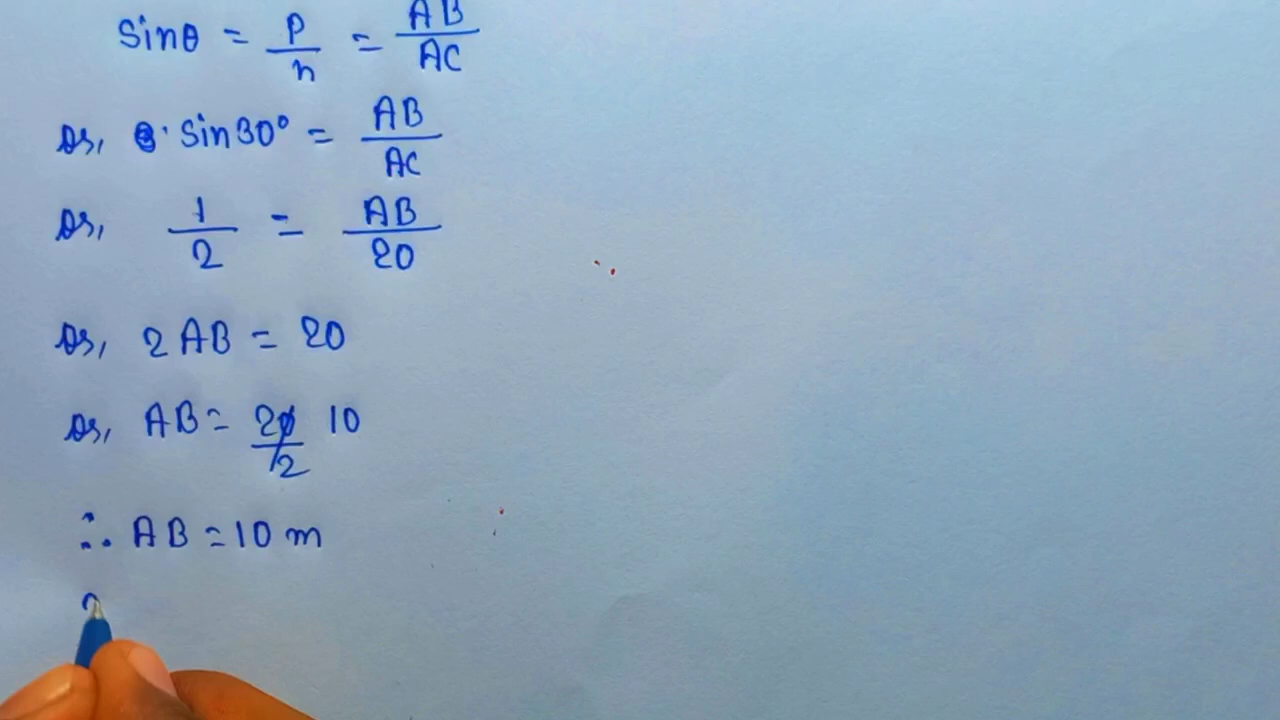 Sinθ = P/h = AB/AC
or, Sin30° = AB/AC
or, 1/2 = AB/20
or, 2AB = 20
or, AB = 20/2 10
∴ AB = 10 m